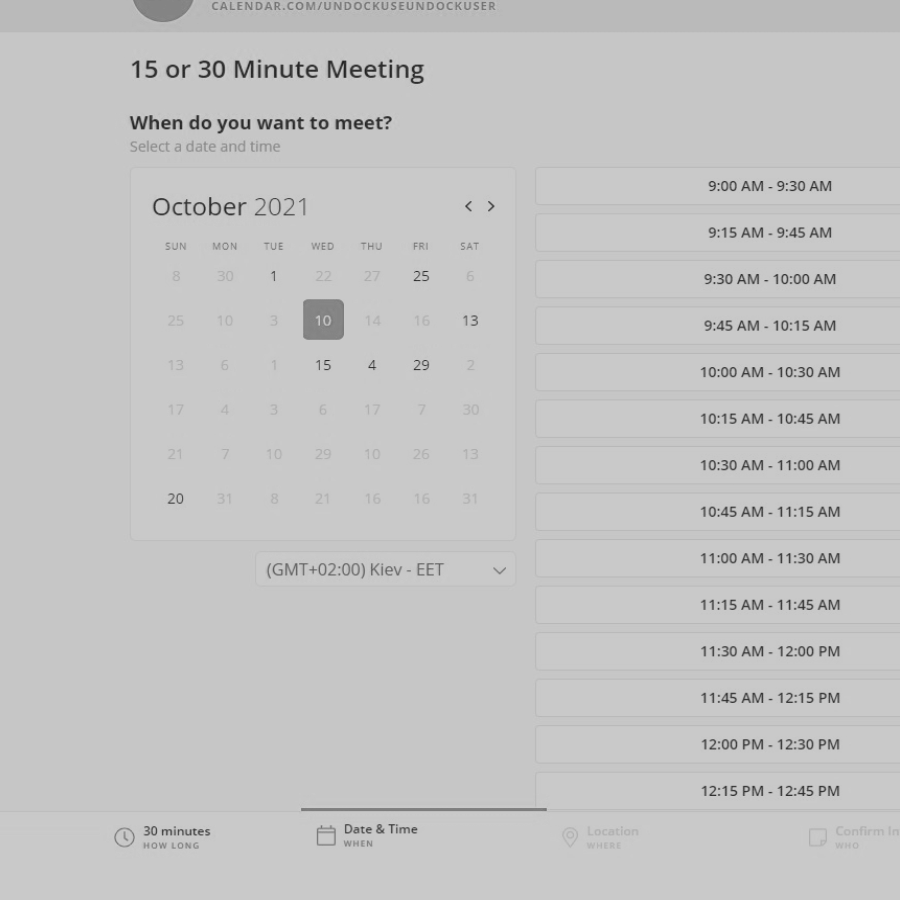 CALENDAR.COM/UNDOCKUSEUNDOCKUSER
15 or 30 Minute Meeting
When do you want to meet?
Select a date and time
October 2021
SUN MON TUE WED THU FRI SAT
8 30 1 22 27 25 6
25 10 3 10 14 16 13
13 6 1 15 4 29 2
17 4 3 6 17 7 30
21 7 10 29 10 26 13
20 31 8 21 16 16 31
(GMT+02:00) Kiev - EET
9:00 AM - 9:30 AM
9:15 AM - 9:45 AM
9:30 AM - 10:00 AM
9:45 AM - 10:15 AM
10:00 AM - 10:30 AM
10:15 AM - 10:45 AM
10:30 AM - 11:00 AM
10:45 AM - 11:15 AM
11:00 AM - 11:30 AM
11:15 AM - 11:45 AM
11:30 AM - 12:00 PM
11:45 AM - 12:15 PM
12:00 PM - 12:30 PM
12:15 PM - 12:45 PM
30 minutes
HOW LONG
Date & Time
WHEN
Location
WHERE
Confirm In
WHO